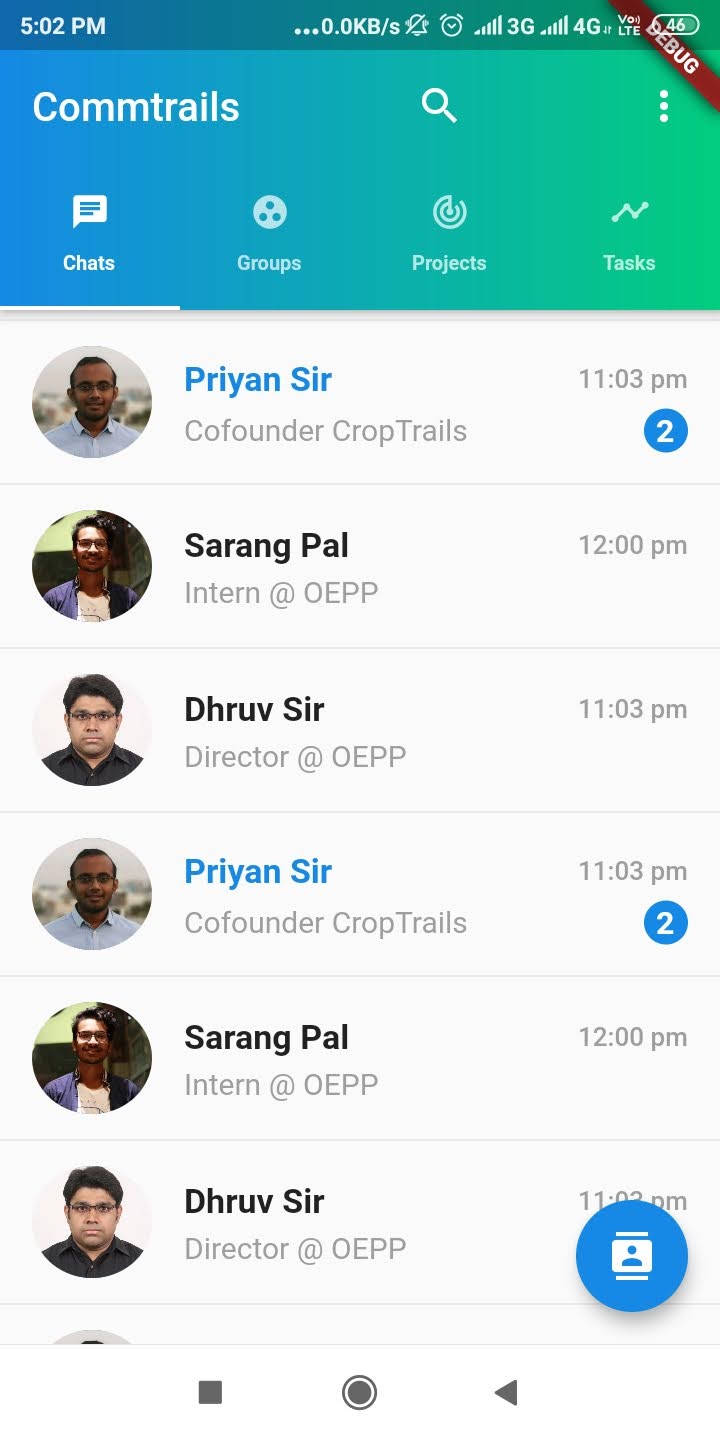 5:02 PM ...0.0KB/s 3G 4G Vo)) LTE 46
DEBUG
Commtrails
Chats Groups Projects Tasks
Priyan Sir 11:03 pm
Cofounder CropTrails 2
Sarang Pal 12:00 pm
Intern @ OEPP
Dhruv Sir 11:03 pm
Director @ OEPP
Priyan Sir 11:03 pm
Cofounder CropTrails 2
Sarang Pal 12:00 pm
Intern @ OEPP
Dhruv Sir 11:03 pm
Director @ OEPP